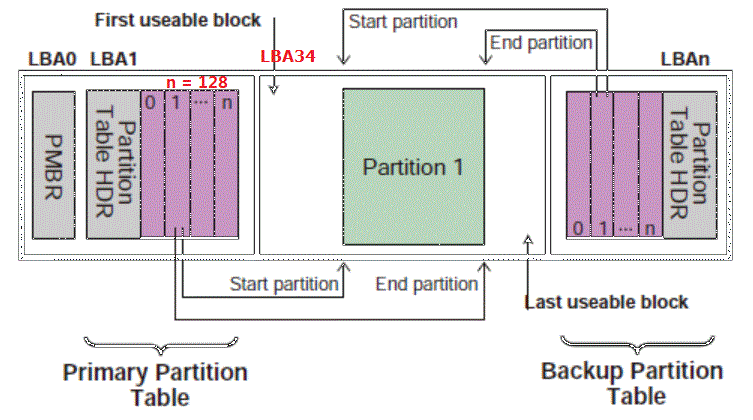 First useable block
Start partition
End partition
LBA0
LBA1
LBA34
LBAn
n = 128
PMBR
Partition
Table HDR
0 1 ··· n
Partition 1
0 1 ··· n
Partition
Table HDR
Start partition
End partition
Last useable block
Primary Partition
Table
Backup Partition
Table